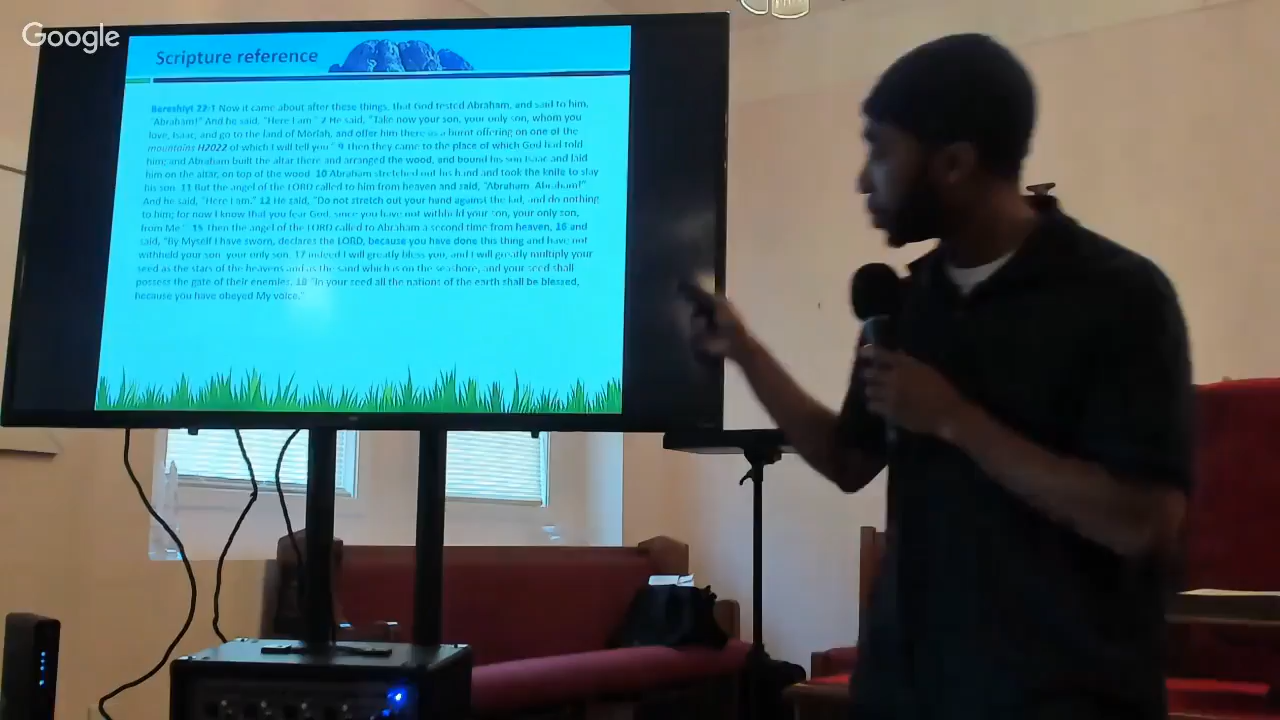 Google
Scripture reference
Bereshiyt 22:1 Now it came about after these things, that God tested Abraham, and said to him,
"Abraham!" And he said, "Here I am." 2 He said, "Take now your son, your only son, whom you
love, Isaac, and go to the land of Moriah, and offer him there as a burnt offering on one of the
mountains H2022 of which I will tell you." 9 then they came to the place of which God had told
him; and Abraham built the altar there and arranged the wood, and bound his son Isaac and laid
him on the altar, on top of the wood. 10 Abraham stretched out his hand and took the knife to slay
his son. 11 But the angel of the LORD called to him from heaven and said, "Abraham, Abraham!"
And he said, "Here I am." 12 He said, "Do not stretch out your hand against the lad, and do nothing
to him; for now I know that you fear God, since you have not withheld your son, your only son,
from Me." 15 then the angel of the LORD called to Abraham a second time from heaven, 16 and
said, "By Myself I have sworn, declares the LORD, because you have done this thing and have not
withheld your son, your only son, 17 indeed I will greatly bless you, and I will greatly multiply your
seed as the stars of the heavens and as the sand which is on the seashore; and your seed shall
possess the gate of their enemies. 18 "In your seed all the nations of the earth shall be blessed,
because you have obeyed My voice."